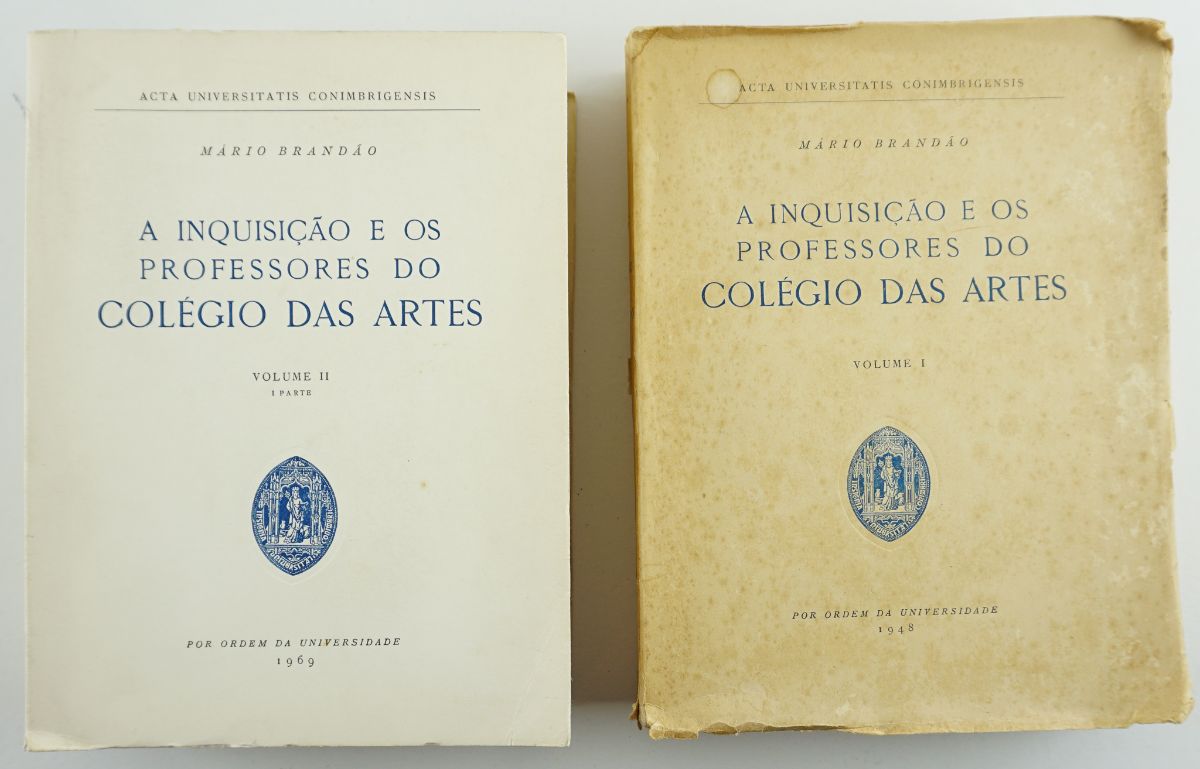 ACTA UNIVERSITATIS CONIMBRIGENSIS
MÁRIO BRANDÃO
A INQUISIÇÃO E OS
PROFESSORES DO
COLÉGIO DAS ARTES
VOLUME II
I PARTE
POR ORDEM DA UNIVERSIDADE
1969
ACTA UNIVERSITATIS CONIMBRIGENSIS
MÁRIO BRANDÃO
A INQUISIÇÃO E OS
PROFESSORES DO
COLÉGIO DAS ARTES
VOLUME I
POR ORDEM DA UNIVERSIDADE
1948